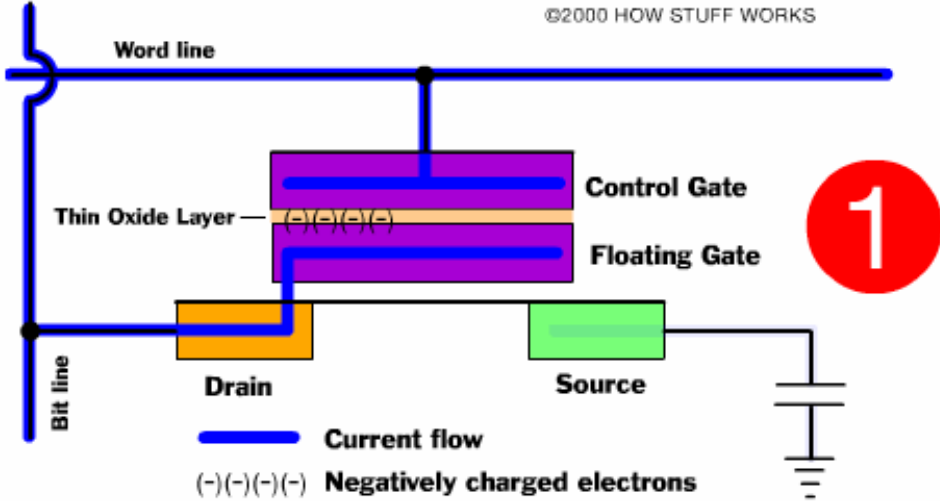 ©2000 HOW STUFF WORKS
Word line
Control Gate
Thin Oxide Layer
(-)(-)(-)(-)
1
Floating Gate
Bit line
Drain
Source
Current flow
(-)(-)(-)(-) Negatively charged electrons